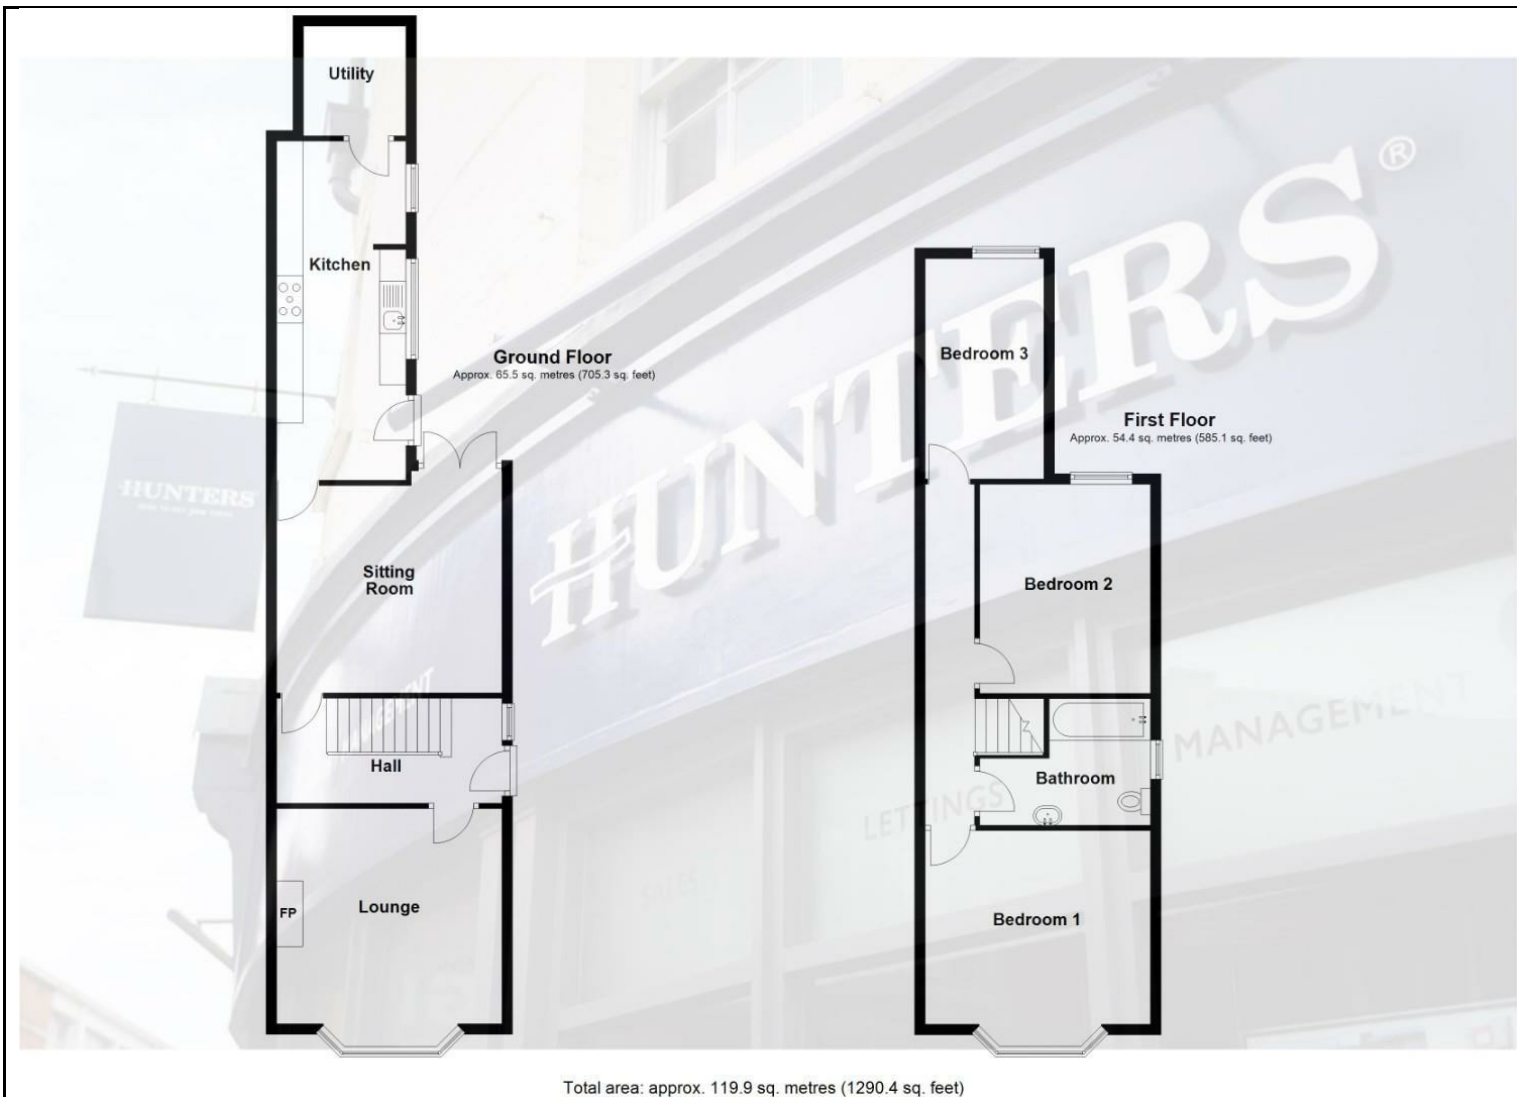 Utility
Kitchen
Ground Floor
Approx. 65.5 sq. metres (705.3 sq. feet)
Sitting
Room
Hall
Lounge
FP
Bedroom 3
First Floor
Approx. 54.4 sq. metres (585.1 sq. feet)
Bedroom 2
Bathroom
Bedroom 1
HUNTERS®
HUNTERS
MANAGEMENT
LETTINGS
SALES
MANAGEMENT
Total area: approx. 119.9 sq. metres (1290.4 sq. feet)